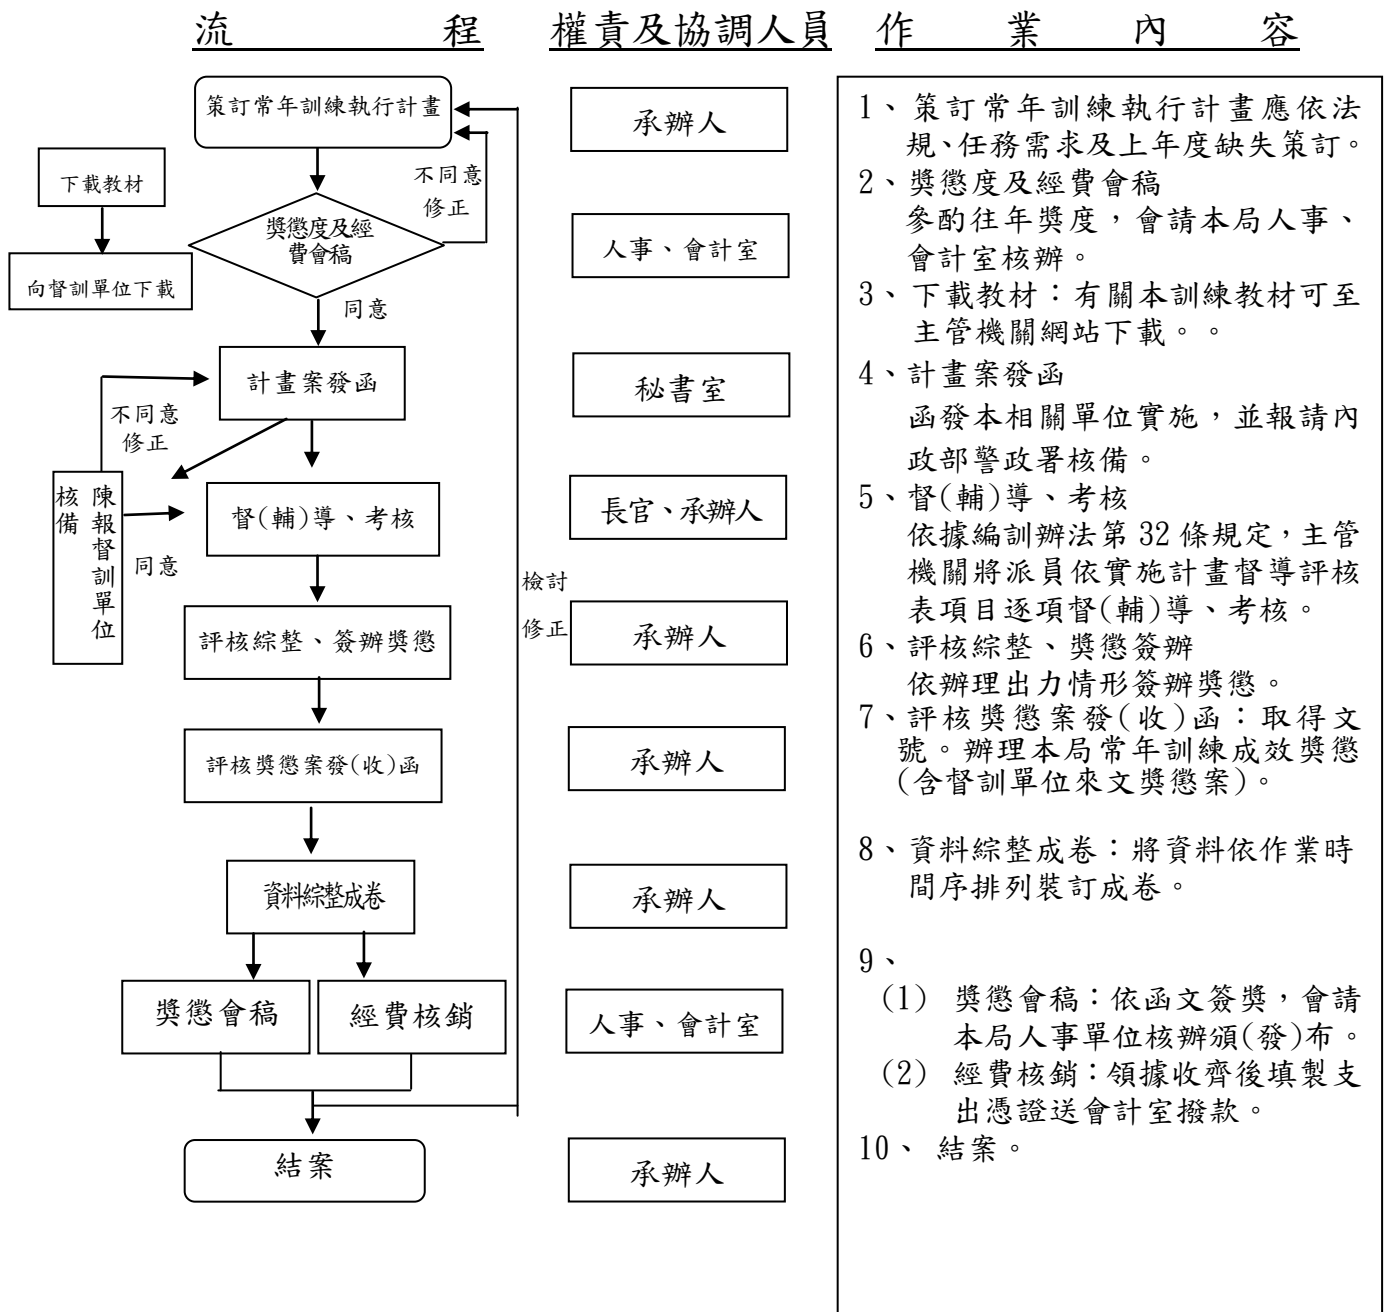 流程
權責及協調人員
作業內容
策訂常年訓練執行計畫
不同意
修正
下載教材
向督訓單位下載
獎懲度及經
費會稿
同意
計畫案發函
不同意
修正
陳報督訓單位
核備
同意
督(輔)導、考核
評核綜整、簽辦獎懲
評核獎懲案發(收)函
資料綜整成卷
獎懲會稿
經費核銷
結案
檢討
修正
承辦人
人事、會計室
秘書室
長官、承辦人
承辦人
承辦人
承辦人
人事、會計室
承辦人
1、策訂常年訓練執行計畫應依法
規、任務需求及上年度缺失策訂。
2、獎懲度及經費會稿
參酌往年獎度，會請本局人事、
會計室核辦。
3、下載教材：有關本訓練教材可至
主管機關網站下載。。
4、計畫案發函
函發本相關單位實施，並報請內
政部警政署核備。
5、督(輔)導、考核
依據編訓辦法第32條規定，主管
機關將派員依實施計畫督導評核
表項目逐項督(輔)導、考核。
6、評核綜整、獎懲簽辦
依辦理出力情形簽辦獎懲。
7、評核獎懲案發(收)函：取得文
號。辦理本局常年訓練成效獎懲
(含督訓單位來文獎懲案)。
8、資料綜整成卷：將資料依作業時
間序排列裝訂成卷。
9、
(1) 獎懲會稿：依函文簽獎，會請
本局人事單位核辦頒(發)布。
(2) 經費核銷：領據收齊後填製支
出憑證送會計室撥款。
10、 結案。